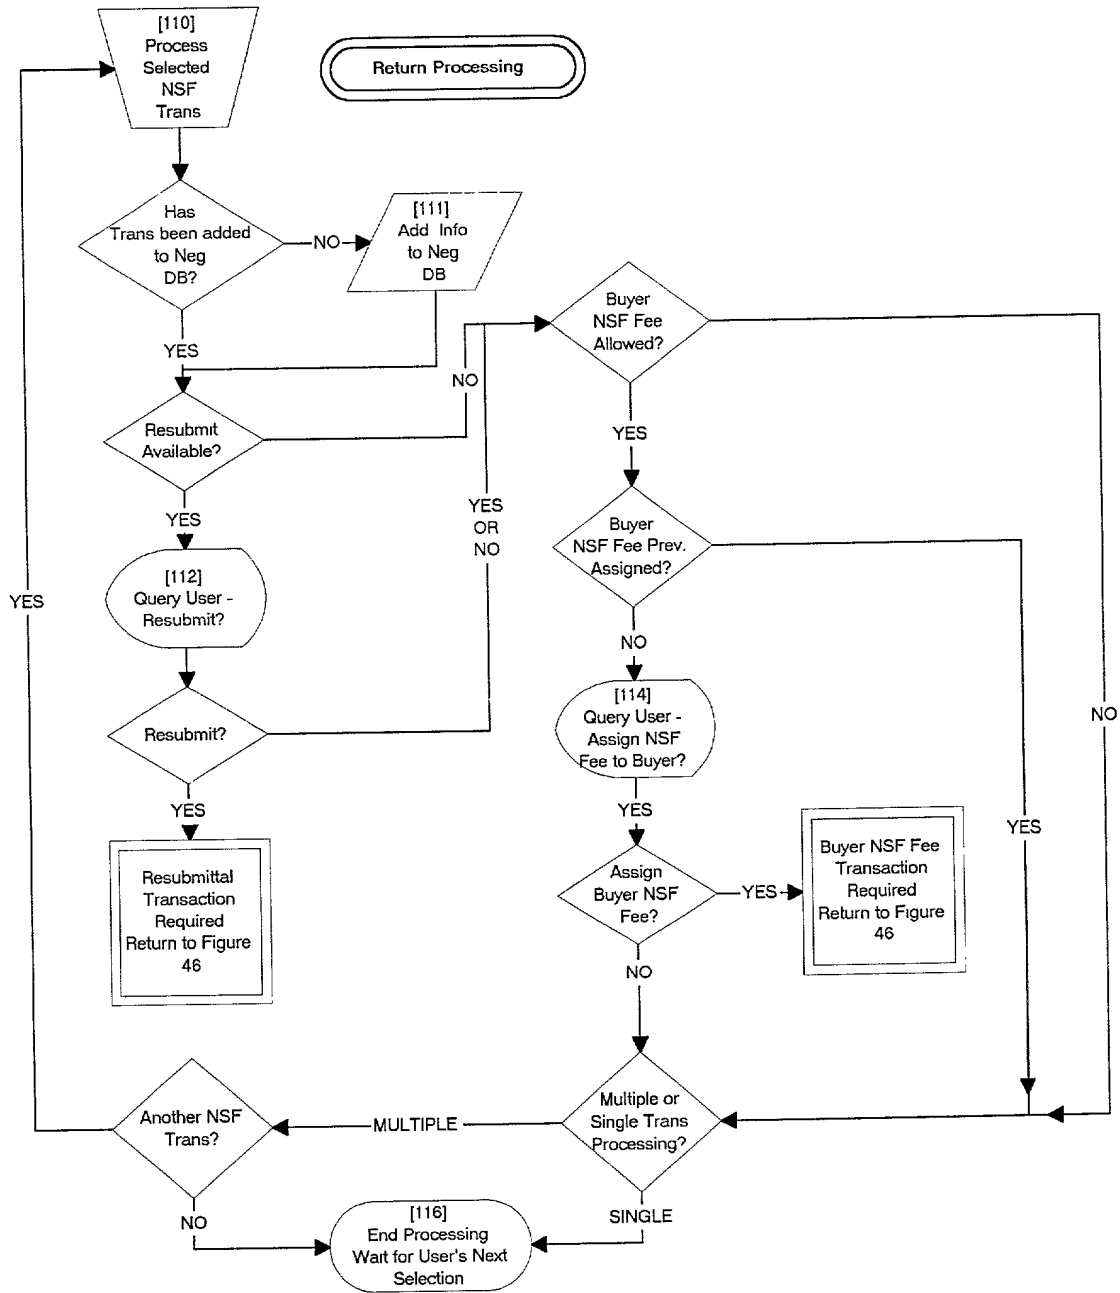 [110]
Process
Selected
NSF
Trans
Return Processing
Has
Trans been added
to Neg
DB?
NO
[111]
Add Info
to Neg
DB
YES
Buyer
NSF Fee
Allowed?
NO
Resubmit
Available?
YES
YES
[112]
Query User -
Resubmit?
YES
OR
NO
Buyer
NSF Fee Prev.
Assigned?
YES
NO
Resubmit?
[114]
Query User -
Assign NSF
Fee to Buyer?
NO
YES
YES
YES
Resubmittal
Transaction
Required
Return to Figure
46
Assign
Buyer NSF
Fee?
YES
Buyer NSF Fee
Transaction
Required
Return to Figure
46
NO
Another NSF
Trans?
MULTIPLE
Multiple or
Single Trans
Processing?
NO
SINGLE
[116]
End Processing
Wait for User's Next
Selection